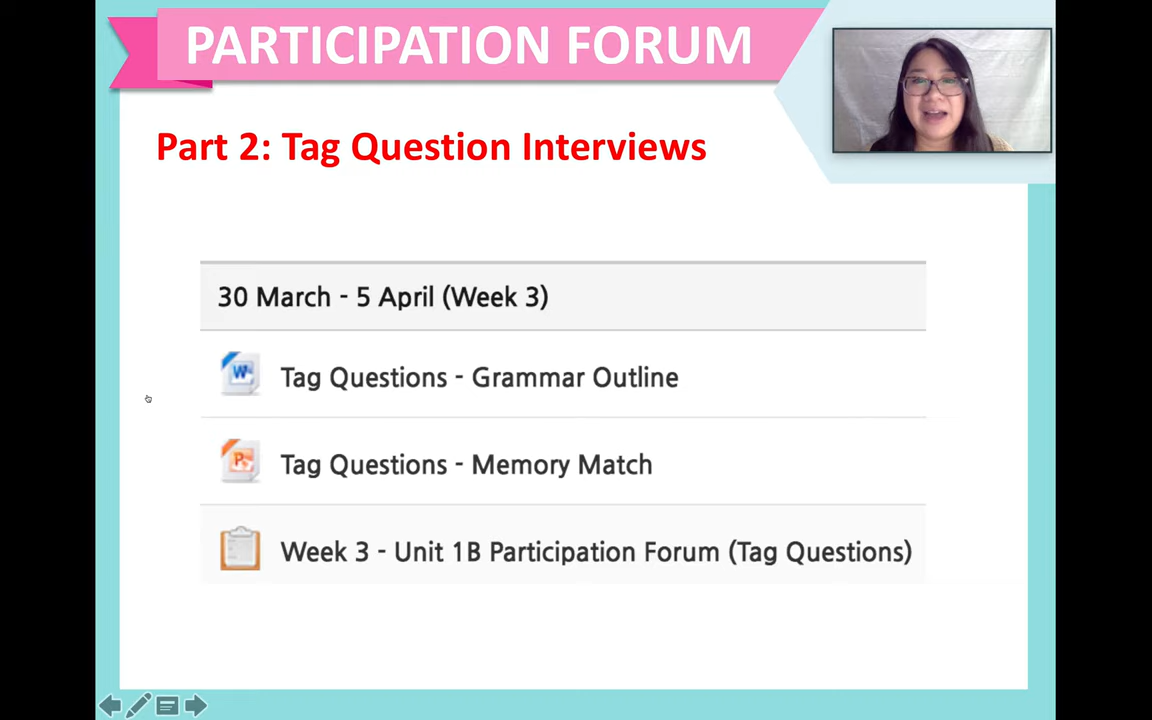 PARTICIPATION FORUM
Part 2: Tag Question Interviews
30 March - 5 April (Week 3)
W
Tag Questions - Grammar Outline
P
Tag Questions - Memory Match
Week 3 - Unit 1B Participation Forum (Tag Questions)